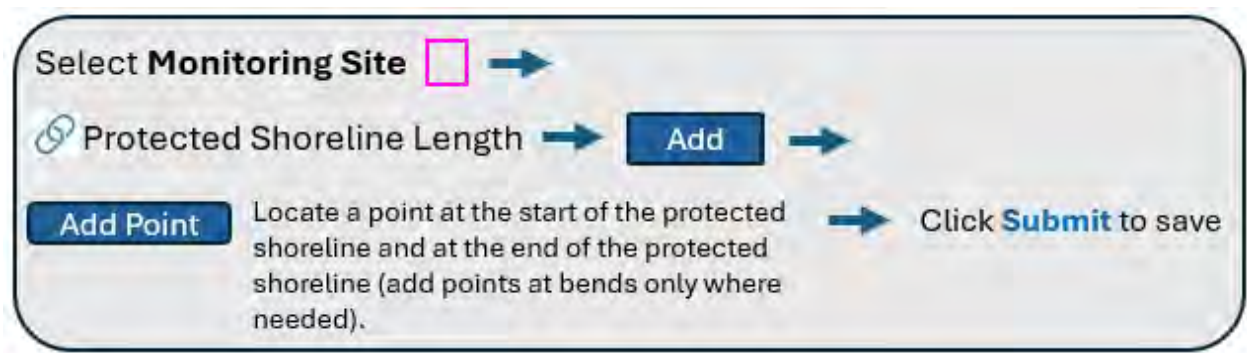 Select Monitoring Site
Protected Shoreline Length Add
Add Point
Locate a point at the start of the protected
shoreline and at the end of the protected
shoreline (add points at bends only where
needed).
Click Submit to save